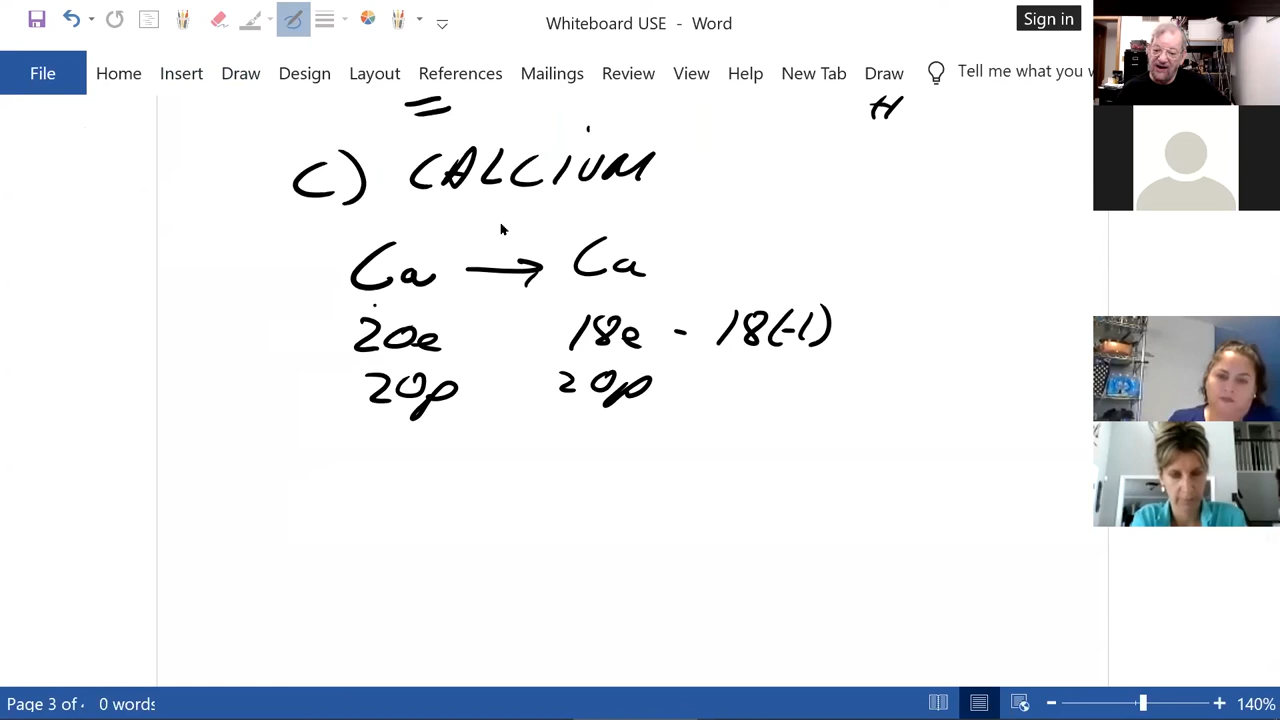 Whiteboard USE - Word
Sign in
File Home Insert Draw Design Layout References Mailings Review View Help New Tab Draw Tell me what you w
H
C) CALCIUM
Ca → Ca
20e 18e - 18(-1)
20p 20p
Page 3 of 0 words 140%